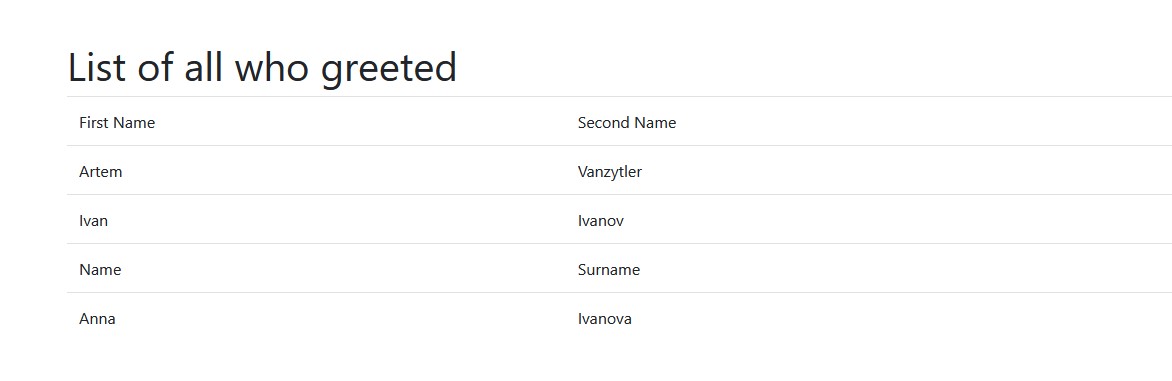 List of all who greeted
First Name Second Name
Artem Vanzytler
Ivan Ivanov
Name Surname
Anna Ivanova